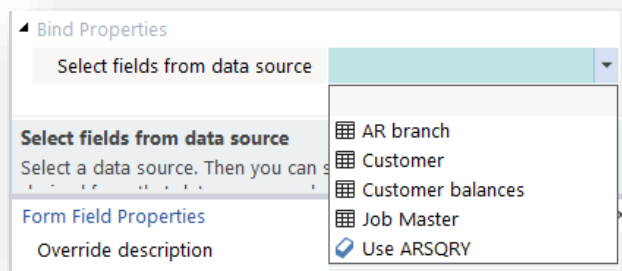 Bind Properties
Select fields from data source
AR branch
Customer
Customer balances
Job Master
Use ARSQRY
Select fields from data source
Select a data source. Then you can s
Form Field Properties
Override description